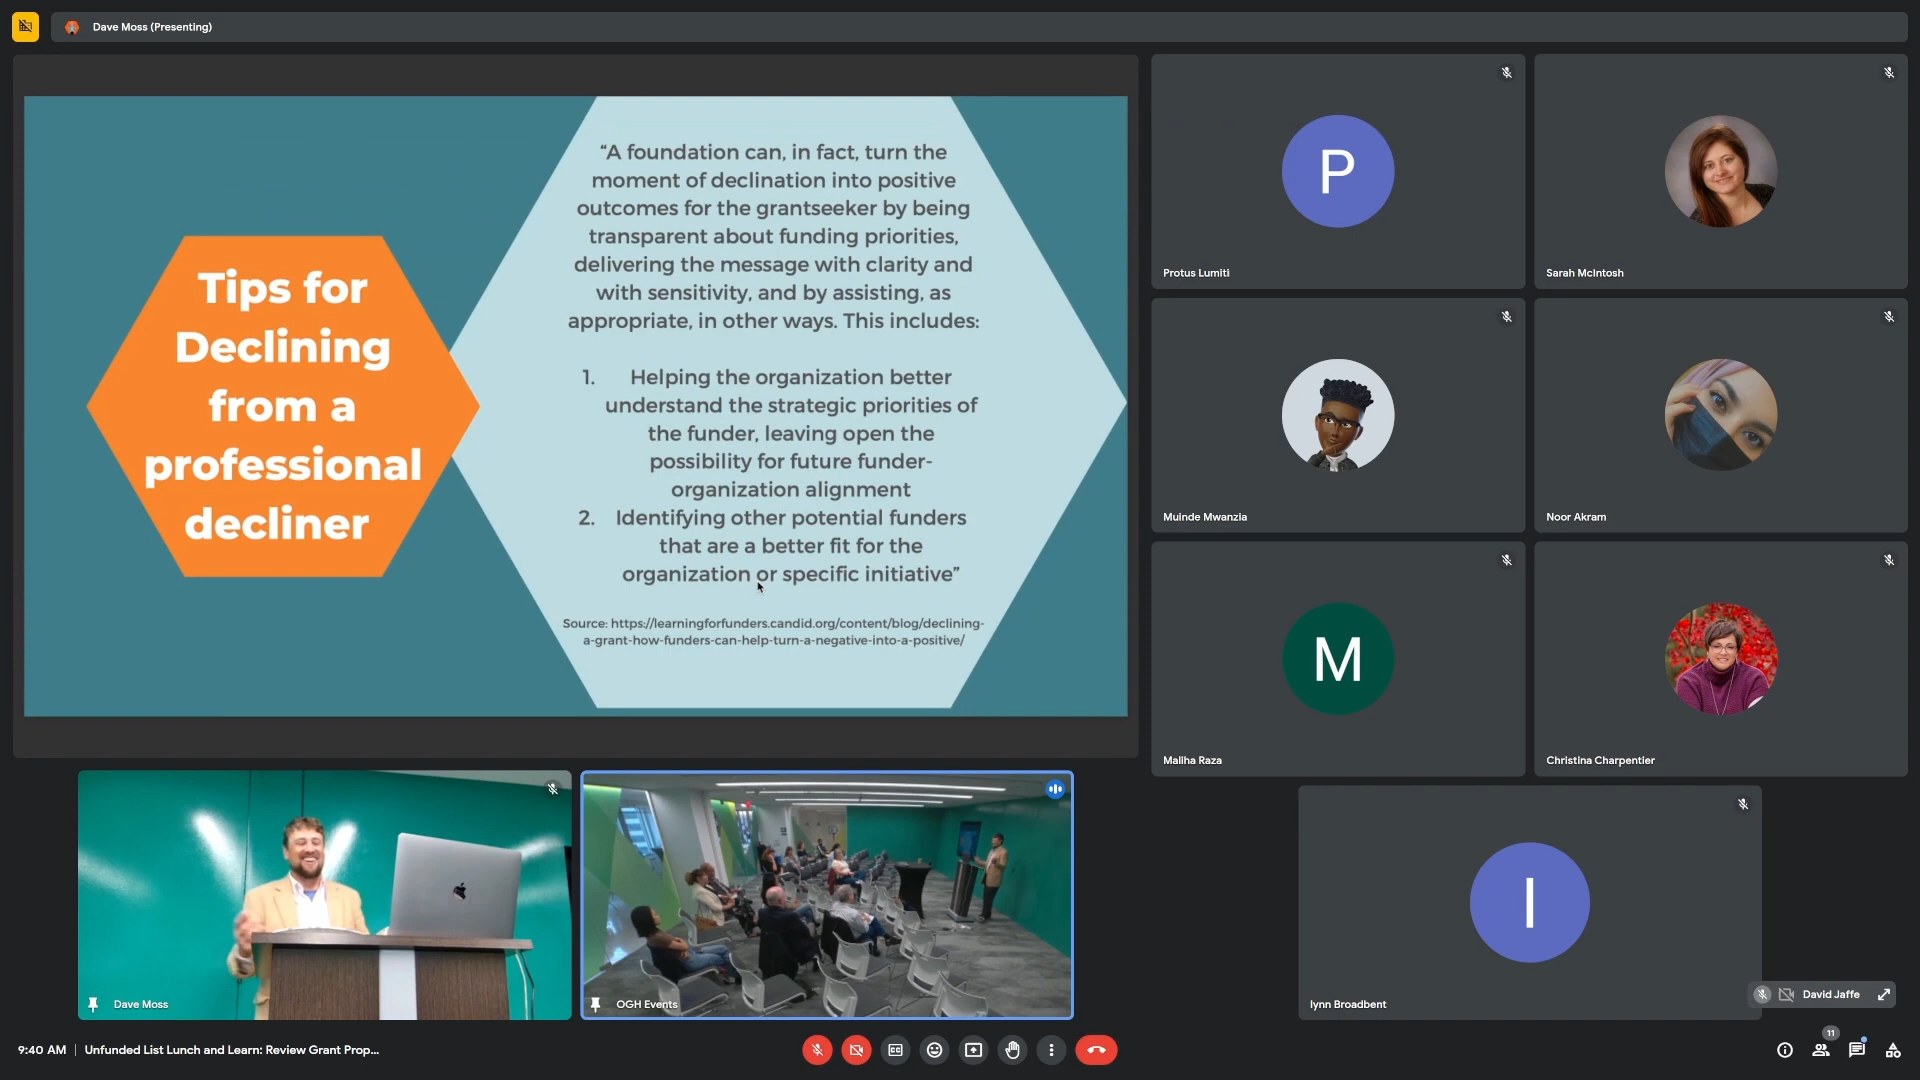 Dave Moss (Presenting)
Tips for
Declining
from a
professional
decliner
“A foundation can, in fact, turn the
moment of declination into positive
outcomes for the grantseeker by being
transparent about funding priorities,
delivering the message with clarity and
with sensitivity, and by assisting, as
appropriate, in other ways. This includes:
1. Helping the organization better
understand the strategic priorities of
the funder, leaving open the
possibility for future funder-
organization alignment
2. Identifying other potential funders
that are a better fit for the
organization or specific initiative”
Source: https://learningforfunders.candid.org/content/blog/declining-
a-grant-how-funders-can-help-turn-a-negative-into-a-positive/
P
Protus Lumiti
Sarah McIntosh
Muinde Mwanzia
Noor Akram
M
Maliha Raza
Christina Charpentier
Dave Moss
OGH Events
l
lynn Broadbent
David Jaffe
9:40 AM | Unfunded List Lunch and Learn: Review Grant Prop...
11